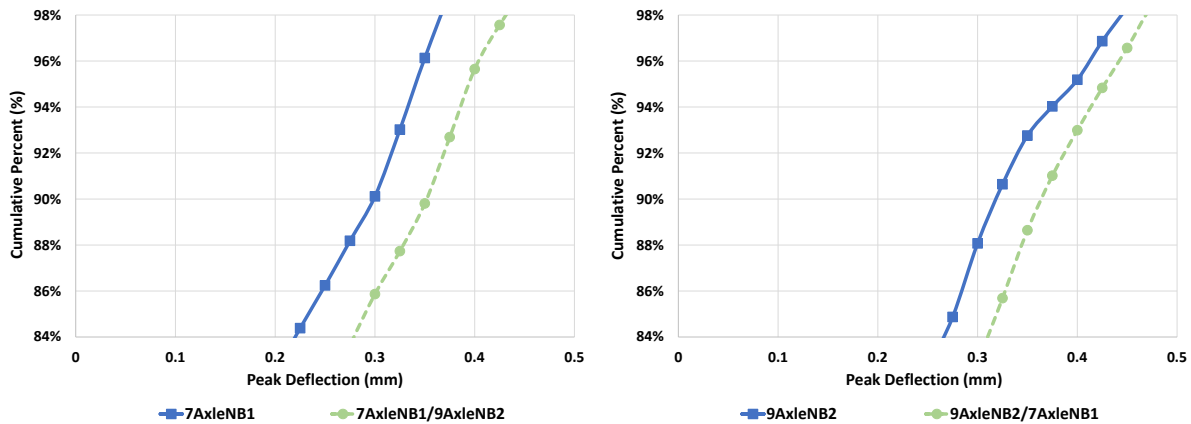 98%
96%
94%
92%
90%
88%
86%
84%
Cumulative Percent (%)
0 0.1 0.2 0.3 0.4 0.5
Peak Deflection (mm)
7AxleNB1 7AxleNB1/9AxleNB2
98%
96%
94%
92%
90%
88%
86%
84%
Cumulative Percent (%)
0 0.1 0.2 0.3 0.4 0.5
Peak Deflection (mm)
9AxleNB2 9AxleNB2/7AxleNB1